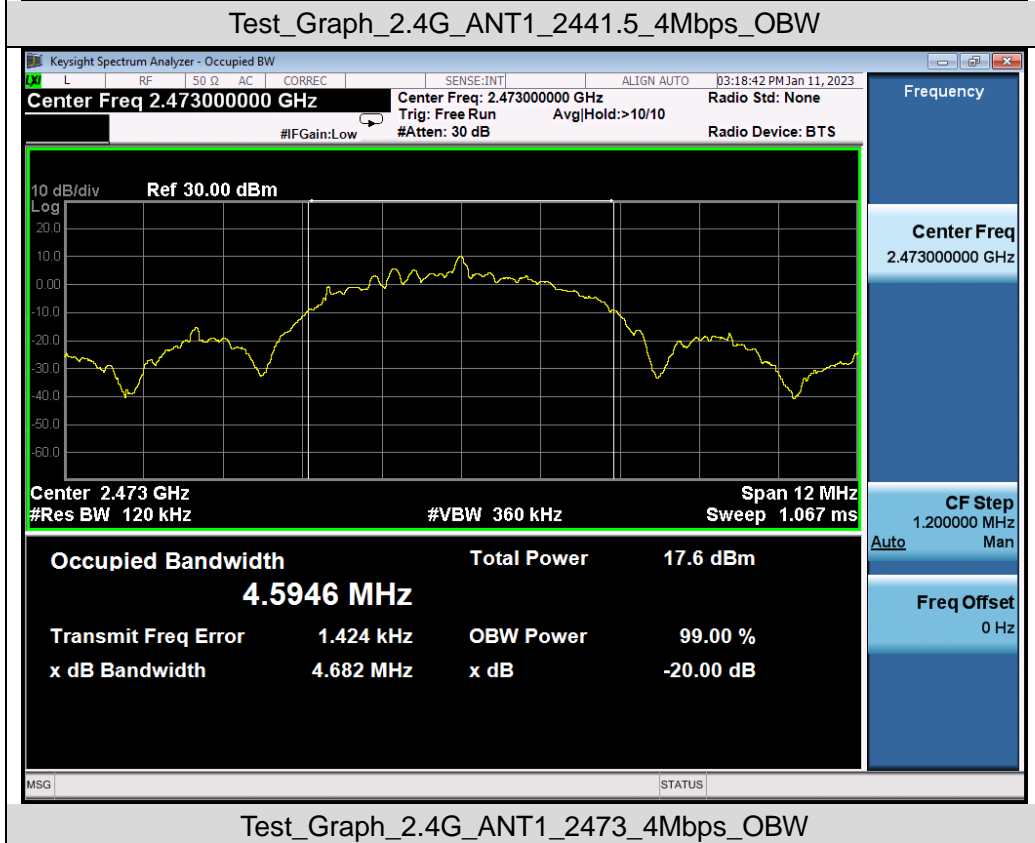 Test_Graph_2.4G_ANT1_2441.5_4Mbps_OBW
Keysight Spectrum Analyzer - Occupied BW
LXI L RF 50 Ω AC CORREC SENSE:INT ALIGN AUTO 03:18:42 PM Jan 11, 2023
Center Freq 2.473000000 GHz
#IFGain:Low
Center Freq: 2.473000000 GHz
Trig: Free Run Avg|Hold:>10/10
#Atten: 30 dB
Radio Std: None
Radio Device: BTS
10 dB/div Ref 30.00 dBm
Log
20.0
10.0
0.00
-10.0
-20.0
-30.0
-40.0
-50.0
-60.0
Center 2.473 GHz Span 12 MHz
#Res BW 120 kHz #VBW 360 kHz Sweep 1.067 ms
Occupied Bandwidth Total Power 17.6 dBm
4.5946 MHz
Transmit Freq Error 1.424 kHz OBW Power 99.00 %
x dB Bandwidth 4.682 MHz x dB -20.00 dB
MSG STATUS
Frequency
Center Freq
2.473000000 GHz
CF Step
1.200000 MHz
Auto Man
Freq Offset
0 Hz
Test_Graph_2.4G_ANT1_2473_4Mbps_OBW